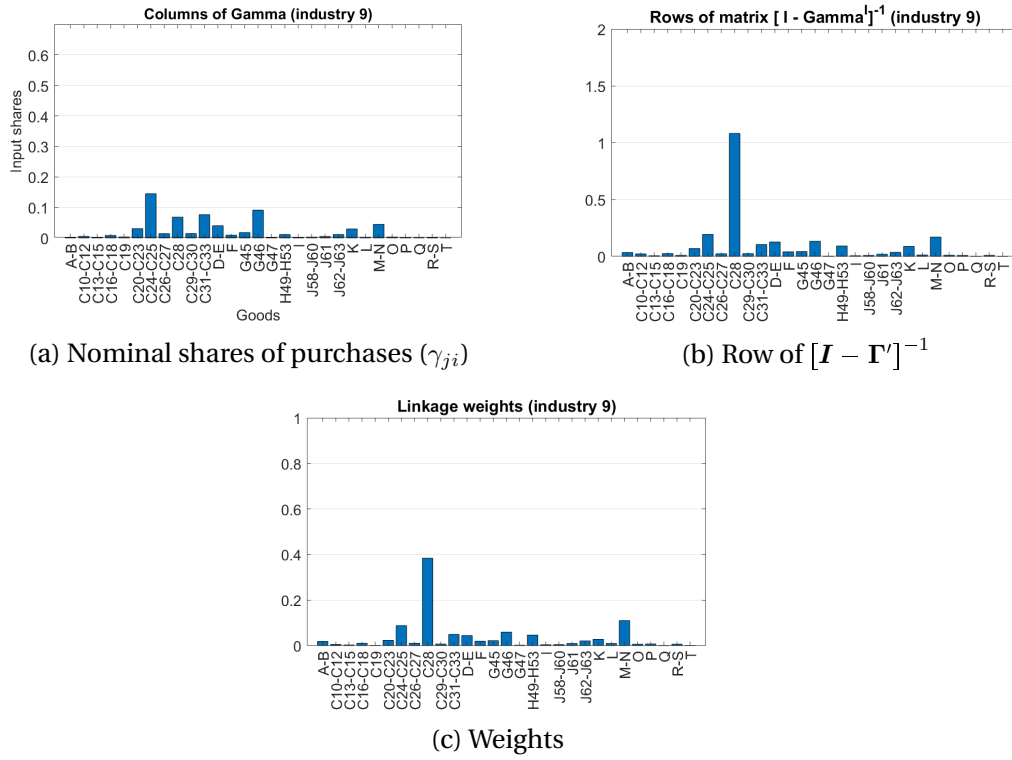 Columns of Gamma (industry 9)
Input shares
0.6
0.5
0.4
0.3
0.2
0.1
0
A-B
C10-C12
C13-C15
C16-C18
C19
C20-C23
C24-C25
C26-C27
C28
C29-C30
C31-C33
D-E
F
G45
G46
G47
H49-H53
I
J58-J60
J61
J62-J63
K
L
M-N
O
P
Q
R-S
T
Goods
(a) Nominal shares of purchases (γji)
Rows of matrix [ I - Gamma^I]^-1 (industry 9)
2
1.5
1
0.5
0
A-B
C10-C12
C13-C15
C16-C18
C19
C20-C23
C24-C25
C26-C27
C28
C29-C30
C31-C33
D-E
F
G45
G46
G47
H49-H53
I
J58-J60
J61
J62-J63
K
L
M-N
O
P
Q
R-S
T
(b) Row of [I − Γ′]^−1
Linkage weights (industry 9)
1
0.8
0.6
0.4
0.2
0
A-B
C10-C12
C13-C15
C16-C18
C19
C20-C23
C24-C25
C26-C27
C28
C29-C30
C31-C33
D-E
F
G45
G46
G47
H49-H53
I
J58-J60
J61
J62-J63
K
L
M-N
O
P
Q
R-S
T
(c) Weights